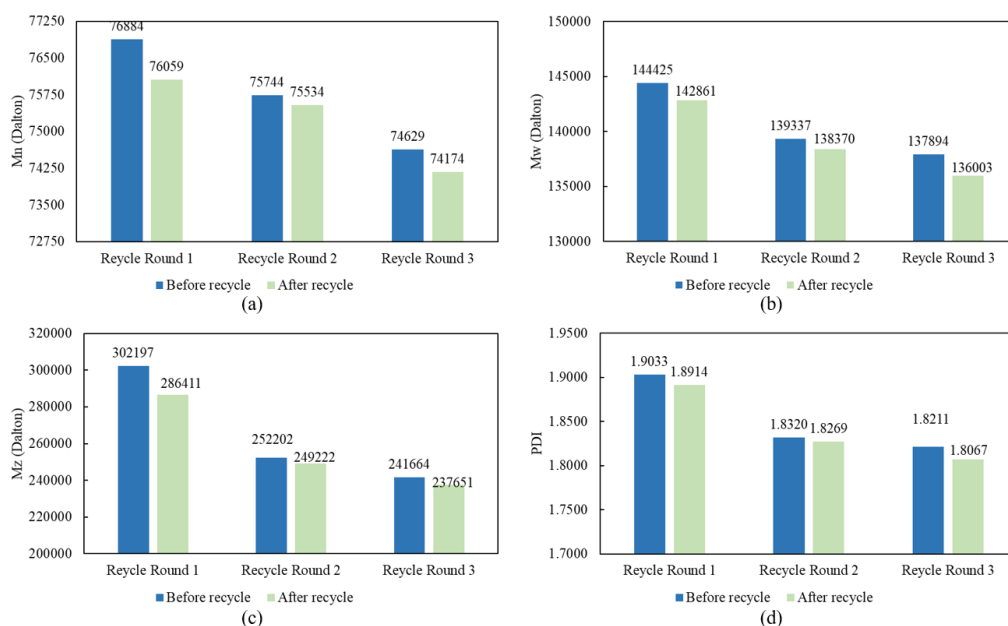 77250
76500
75750
75000
74250
73500
72750
Mn (Dalton)
76884
76059
75744
75534
74629
74174
Reycle Round 1
Recycle Round 2
Recycle Round 3
Before recycle
After recycle
(a)
150000
145000
140000
135000
130000
Mw (Dalton)
144425
142861
139337
138370
137894
136003
Reycle Round 1
Recycle Round 2
Recycle Round 3
Before recycle
After recycle
(b)
320000
300000
280000
260000
240000
220000
200000
Mz (Dalton)
302197
286411
252202
249222
241664
237651
Reycle Round 1
Recycle Round 2
Recycle Round 3
Before recycle
After recycle
(c)
1.9500
1.9000
1.8500
1.8000
1.7500
1.7000
PDI
1.9033
1.8914
1.8320
1.8269
1.8211
1.8067
Reycle Round 1
Recycle Round 2
Recycle Round 3
Before recycle
After recycle
(d)